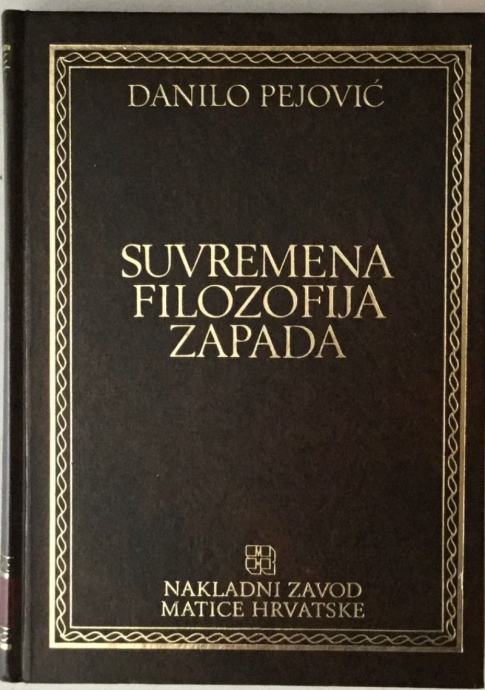 DANILO PEJOVIĆ
SUVREMENA
FILOZOFIJA
ZAPADA
NAKLADNI ZAVOD
MATICE HRVATSKE